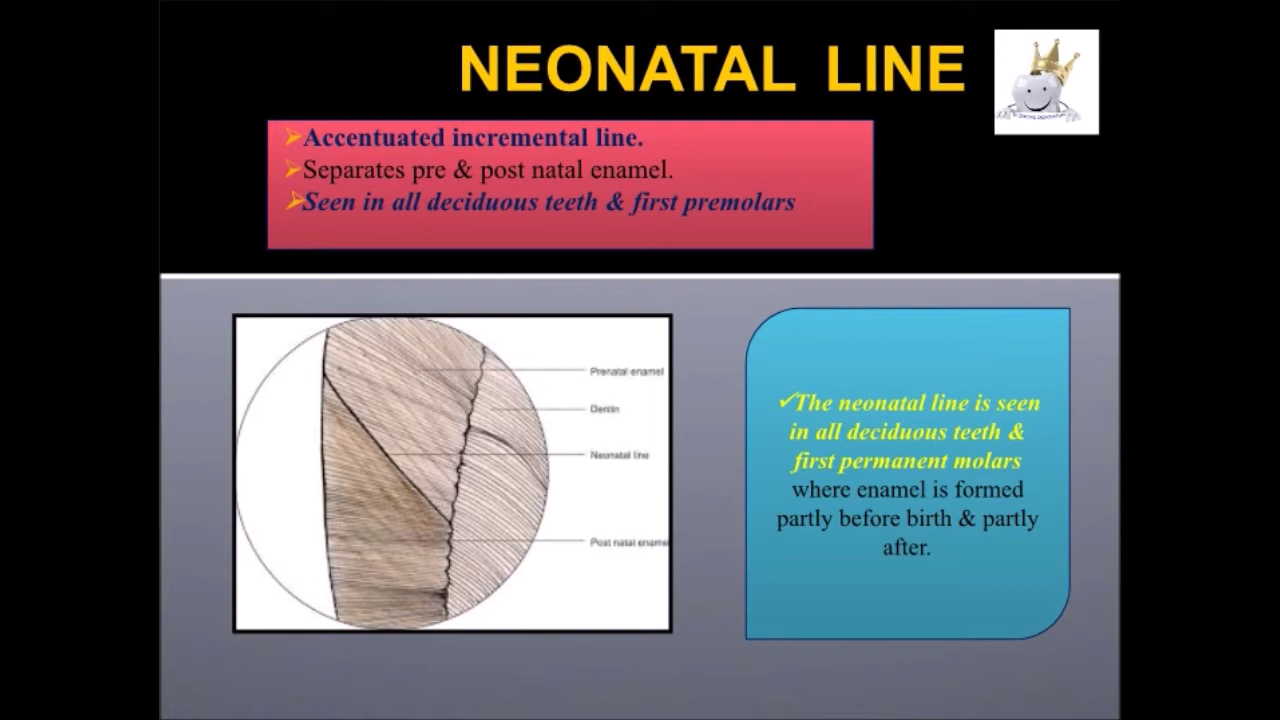 NEONATAL LINE
Accentuated incremental line.
Separates pre & post natal enamel.
Seen in all deciduous teeth & first premolars
Prenatal enamel
Dentin
Neonatal line
Post natal ename
The neonatal line is seen
in all deciduous teeth &
first permanent molars
where enamel is formed
partly before birth & partly
after.